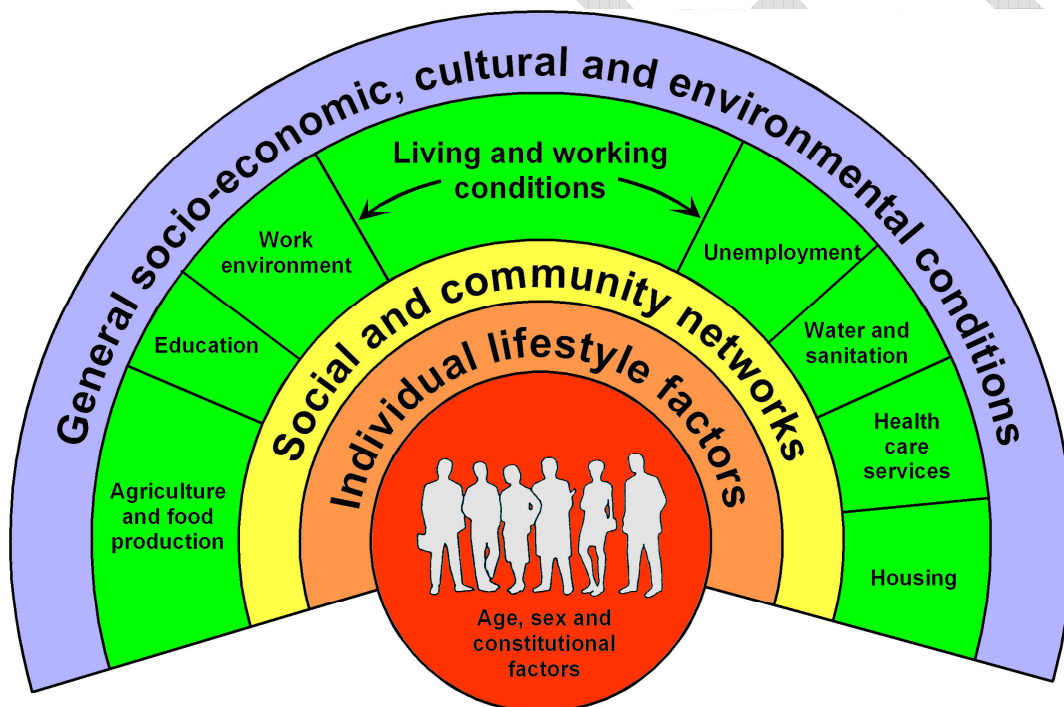 General socio-economic, cultural and environmental conditions
Living and working
conditions
Work
environment
Unemployment
Education
Water and
sanitation
Agriculture
and food
production
Health
care
services
Housing
Social and community networks
Individual lifestyle factors
Age, sex and
constitutional
factors